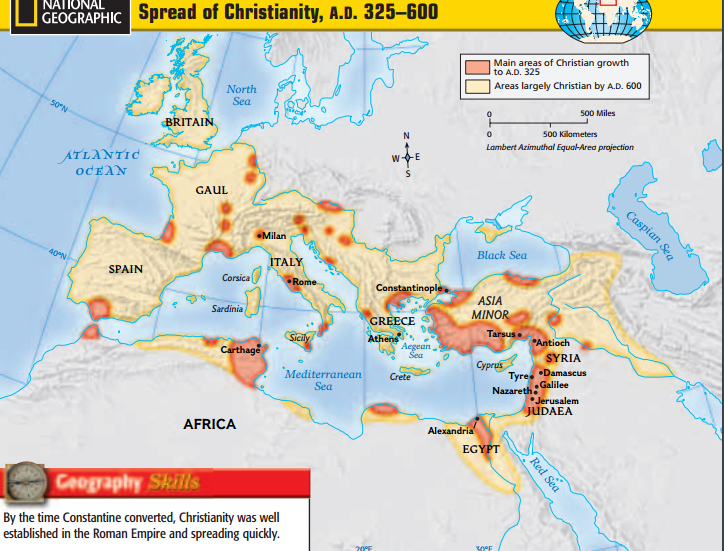 NATIONAL
GEOGRAPHIC
Spread of Christianity, A.D. 325–600
Main areas of Christian growth
to A.D. 325
Areas largely Christian by A.D. 600
0 500 Miles
0 500 Kilometers
Lambert Azimuthal Equal-Area projection
N
W E
S
North
Sea
50°N
BRITAIN
ATLANTIC
OCEAN
GAUL
Caspian Sea
40°N
Milan
Black Sea
SPAIN
ITALY
Corsica
Rome
Constantinople
ASIA
MINOR
Sardinia
GREECE
Tarsus
Sicily
Athens
Antioch
Carthage
Aegean
Sea
SYRIA
Cyprus
Mediterranean
Sea
Crete
Tyre
Damascus
Galilee
Nazareth
Jerusalem
JUDAEA
AFRICA
Alexandria
EGYPT
Red Sea
Geography Skills
By the time Constantine converted, Christianity was well
established in the Roman Empire and spreading quickly.
20°E
30°E